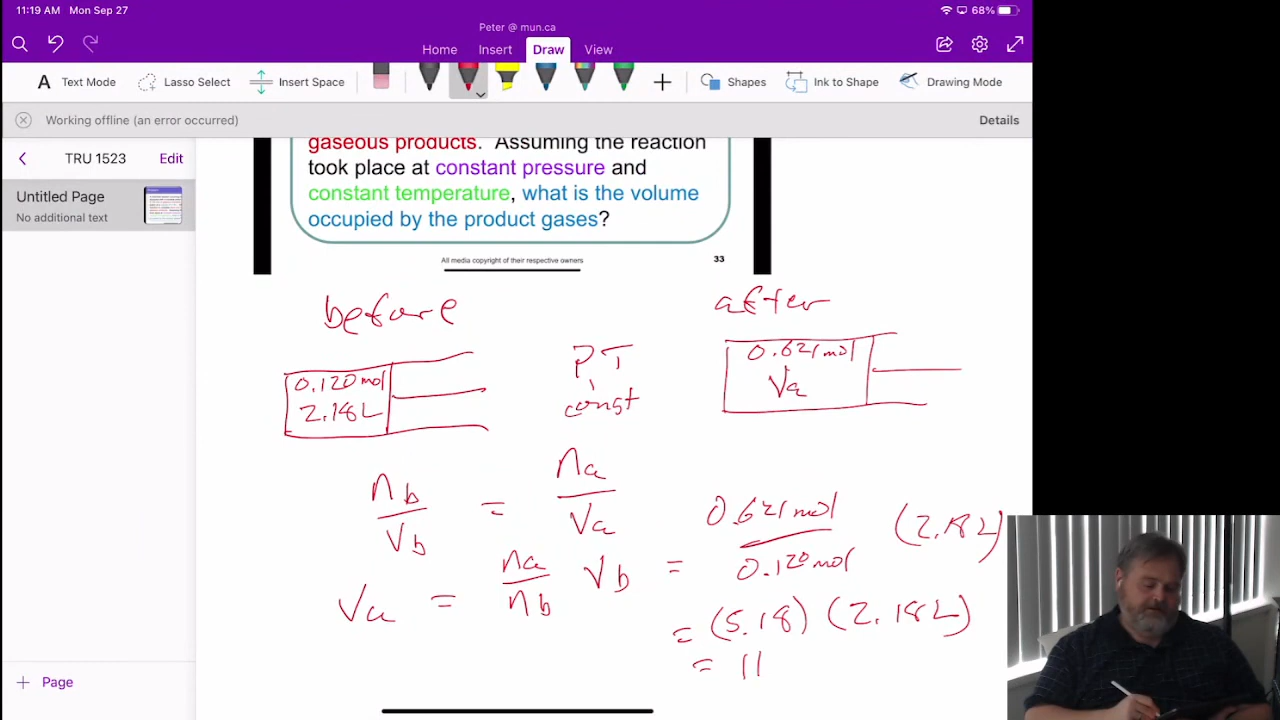 11:19 AM Mon Sep 27
68%
Peter @ mun.ca
Home Insert Draw View
Text Mode Lasso Select Insert Space Shapes Ink to Shape Drawing Mode
Working offline (an error occurred) Details
TRU 1523 Edit
Untitled Page
No additional text
gaseous products. Assuming the reaction
took place at constant pressure and
constant temperature, what is the volume
occupied by the product gases?
All media copyright of their respective owners 33
before after
0.120 mol
2.18L
PT
const
0.621 mol
Va
nb/Vb = na/Va
Va = na/nb Vb = 0.621 mol/0.120 mol (2.18L)
= (5.18) (2.18L)
= 11
Page